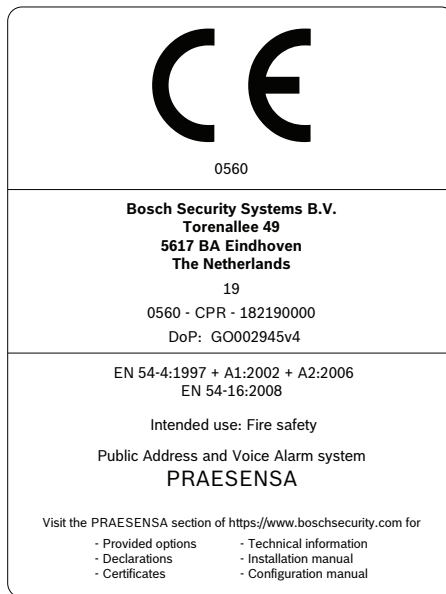 CE
0560
Bosch Security Systems B.V.
Torenallee 49
5617 BA Eindhoven
The Netherlands
19
0560 - CPR - 182190000
DoP: GO002945v4
EN 54-4:1997 + A1:2002 + A2:2006
EN 54-16:2008
Intended use: Fire safety
Public Address and Voice Alarm system
PRAESENSA
Visit the PRAESENSA section of https://www.boschsecurity.com for
- Provided options - Technical information
- Declarations - Installation manual
- Certificates - Configuration manual